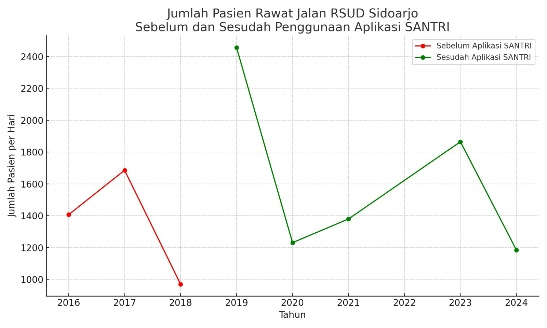 Jumlah Pasien Rawat Jalan RSUD Sidoarjo
Sebelum dan Sesudah Penggunaan Aplikasi SANTRI
Sebelum Aplikasi SANTRI
Sesudah Aplikasi SANTRI
Jumlah Pasien per Hari
2400
2200
2000
1800
1600
1400
1200
1000
2016 2017 2018 2019 2020 2021 2022 2023 2024
Tahun